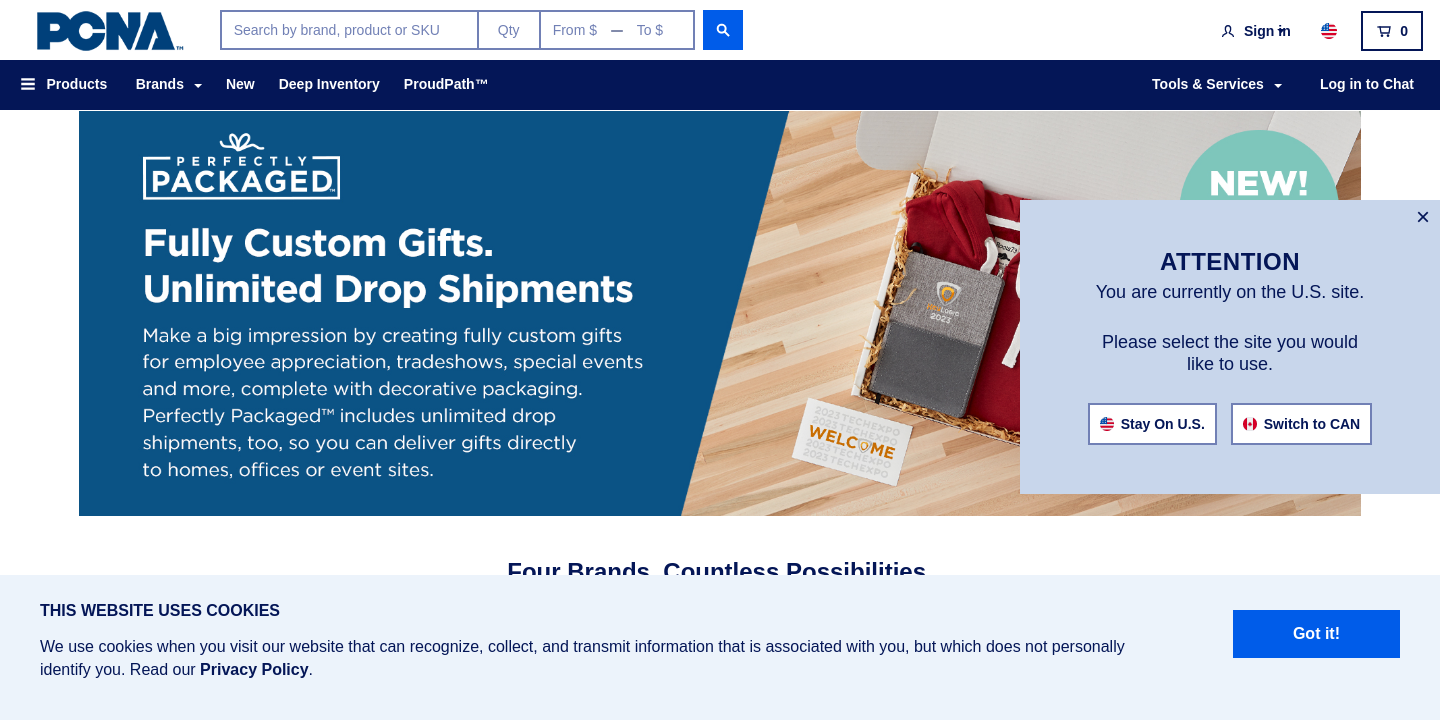 PCNA™
Search by brand, product or SKU
Qty
From $ — To $
Sign in
0
Products
Brands
New
Deep Inventory
ProudPath™
Tools & Services
Log in to Chat
PERFECTLY
PACKAGED™
Fully Custom Gifts.
Unlimited Drop Shipments
Make a big impression by creating fully custom gifts
for employee appreciation, tradeshows, special events
and more, complete with decorative packaging.
Perfectly Packaged™ includes unlimited drop
shipments, too, so you can deliver gifts directly
to homes, offices or event sites.
NEW!
2023
2023 TECHEXPO
WELCOME
2023 TECHEXPO
2023 TECHEXPO
×
ATTENTION
You are currently on the U.S. site.
Please select the site you would
like to use.
Stay On U.S.
Switch to CAN
Four Brands. Countless Possibilities
THIS WEBSITE USES COOKIES
We use cookies when you visit our website that can recognize, collect, and transmit information that is associated with you, but which does not personally
identify you. Read our Privacy Policy.
Got it!